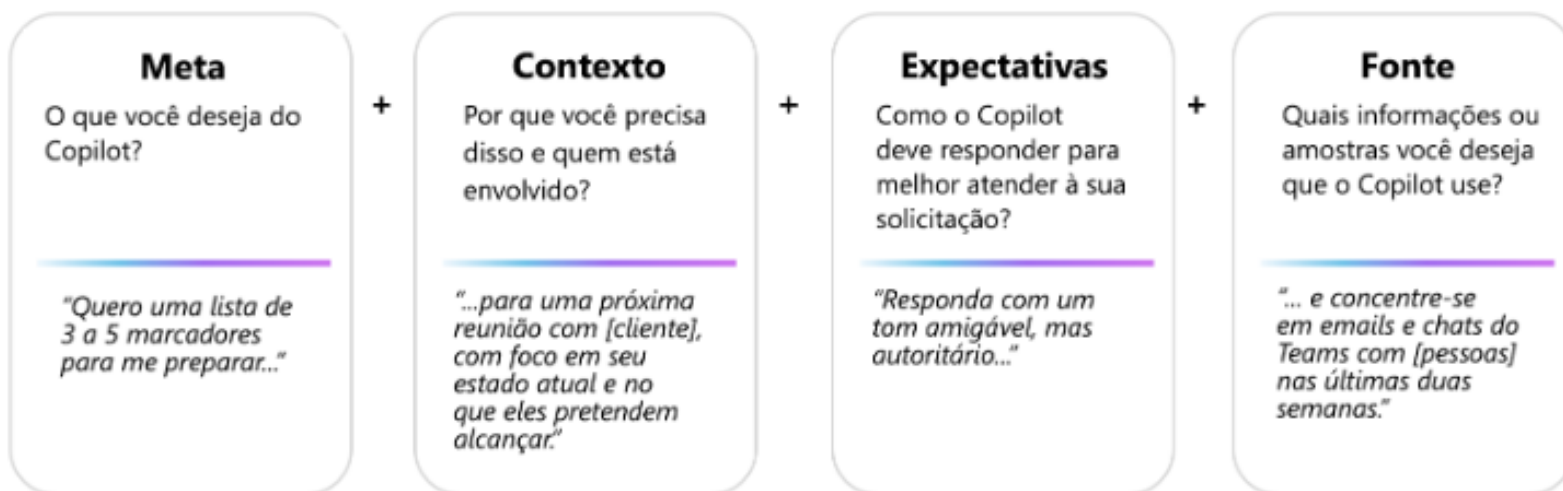 Meta
O que você deseja do
Copilot?
“Quero uma lista de
3 a 5 marcadores
para me preparar...”
+
Contexto
Por que você precisa
disso e quem está
envolvido?
“...para uma próxima
reunião com [cliente],
com foco em seu
estado atual e no
que eles pretendem
alcançar.”
+
Expectativas
Como o Copilot
deve responder para
melhor atender à sua
solicitação?
“Responda com um
tom amigável, mas
autoritário...”
+
Fonte
Quais informações ou
amostras você deseja
que o Copilot use?
“... e concentre-se
em emails e chats do
Teams com [pessoas]
nas últimas duas
semanas.”